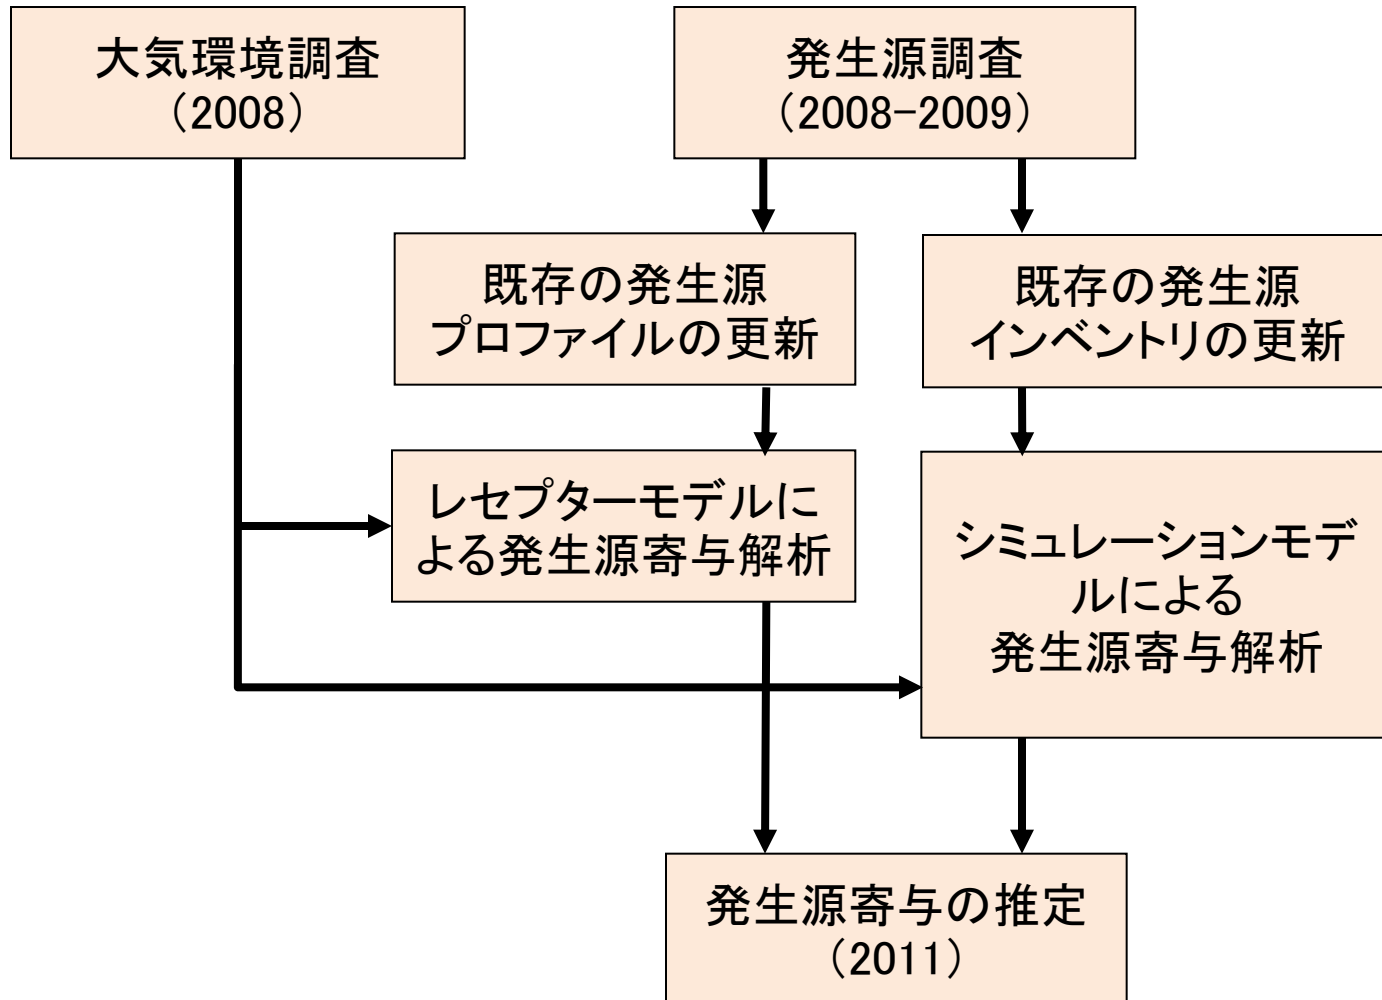 大気環境調査
（2008）
発生源調査
（2008-2009）
既存の発生源
プロファイルの更新
既存の発生源
インベントリの更新
レセプターモデルに
よる発生源寄与解析
シミュレーションモデ
ルによる
発生源寄与解析
発生源寄与の推定
（2011）